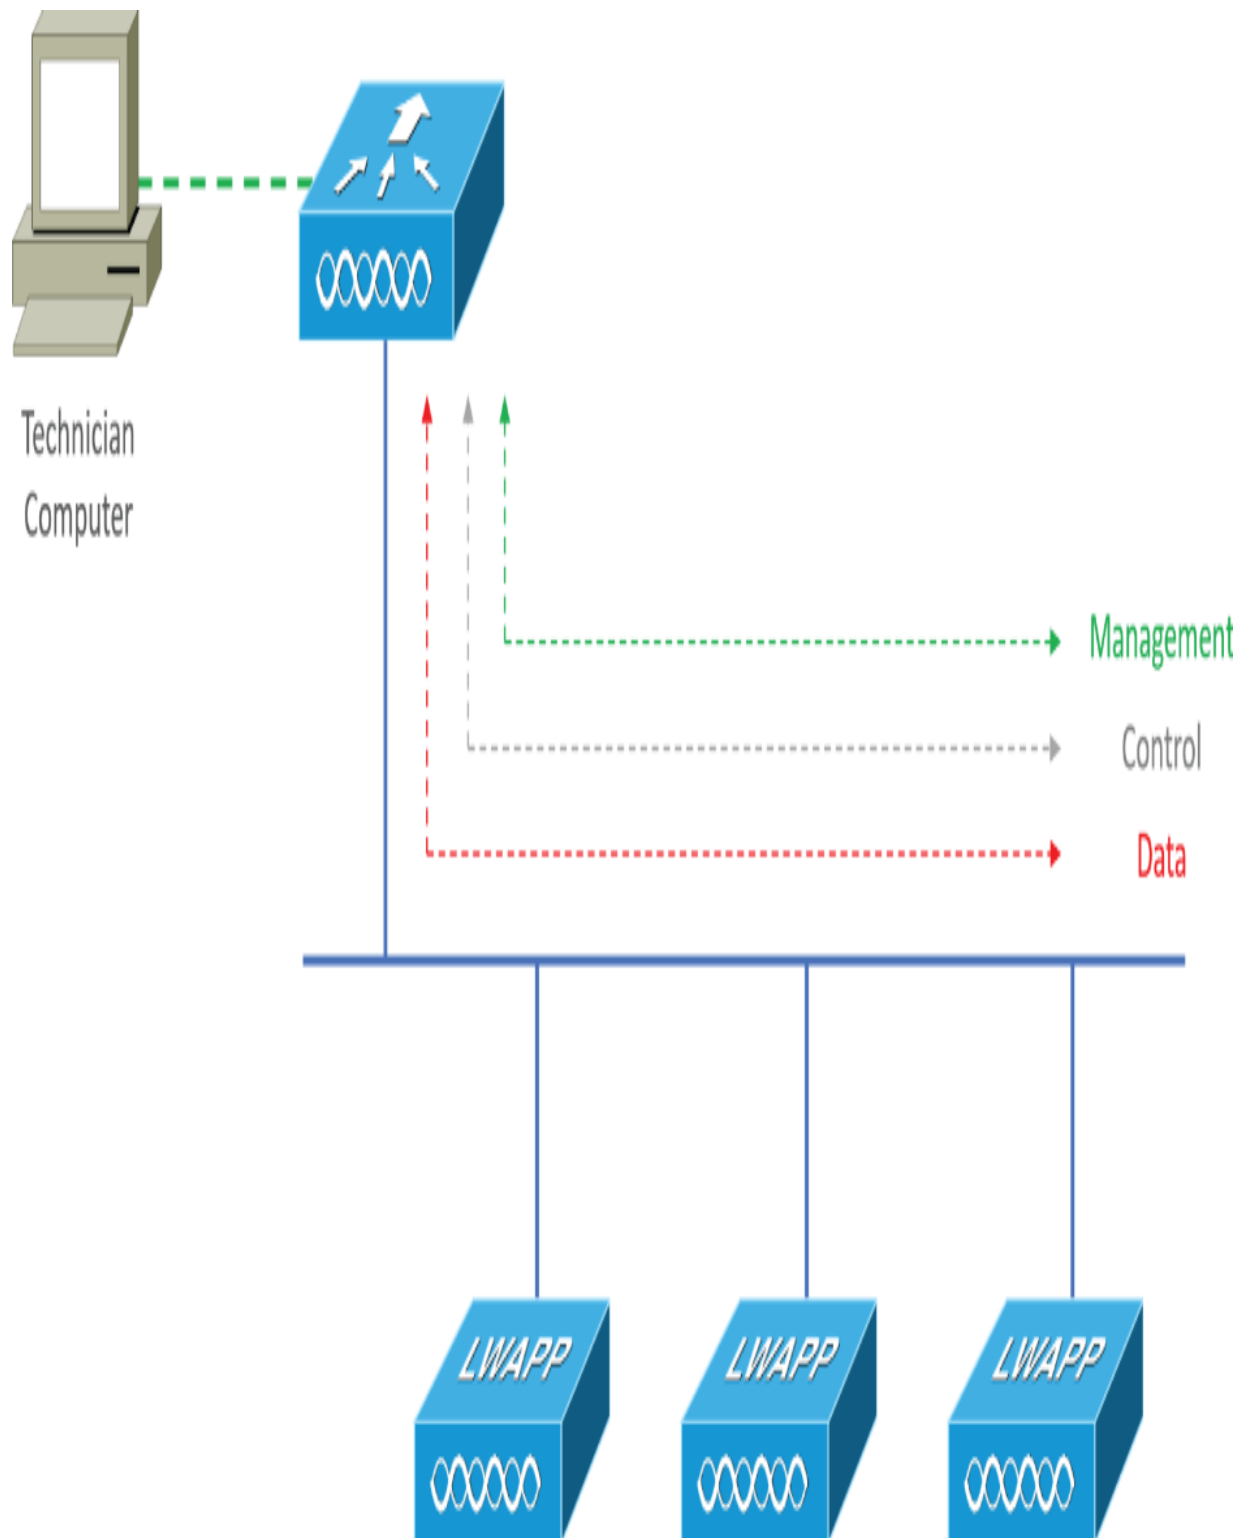 Technician
Computer
Management
Control
Data
LWAPP
LWAPP
LWAPP